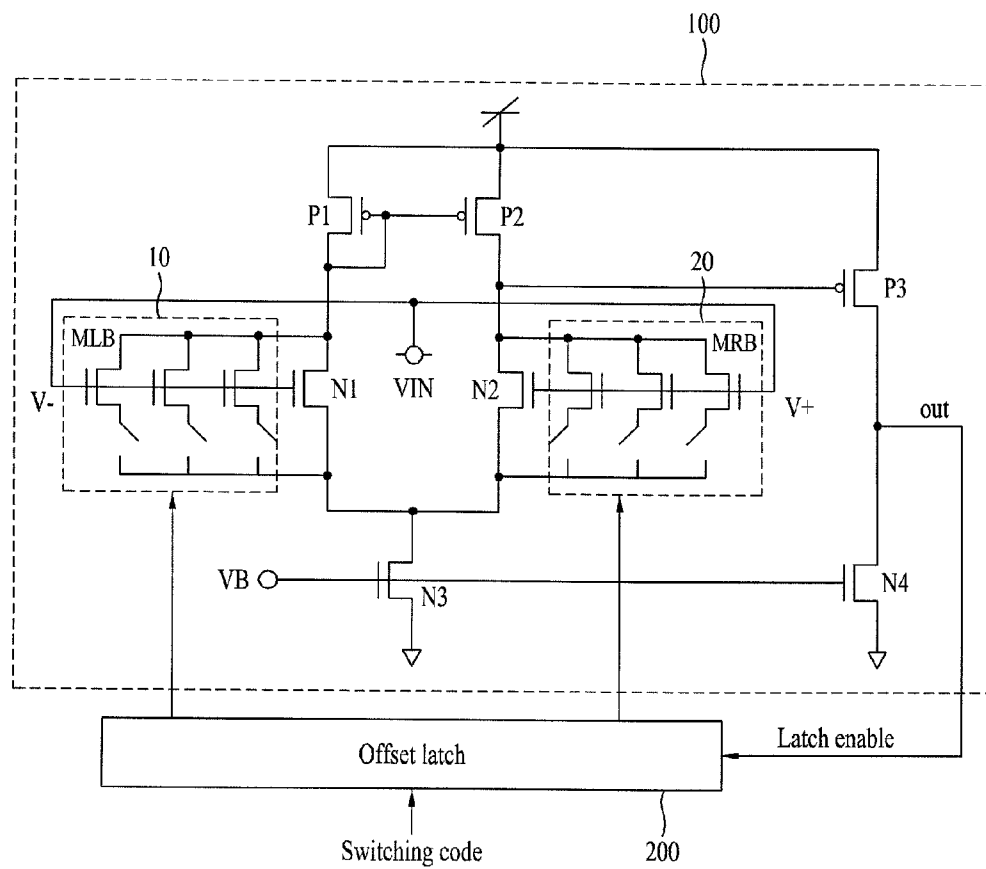 100
P1
P2
10
20
P3
MLB
MRB
V-
N1
VIN
N2
V+
out
VB
N3
N4
Offset latch
Latch enable
Switching code
200